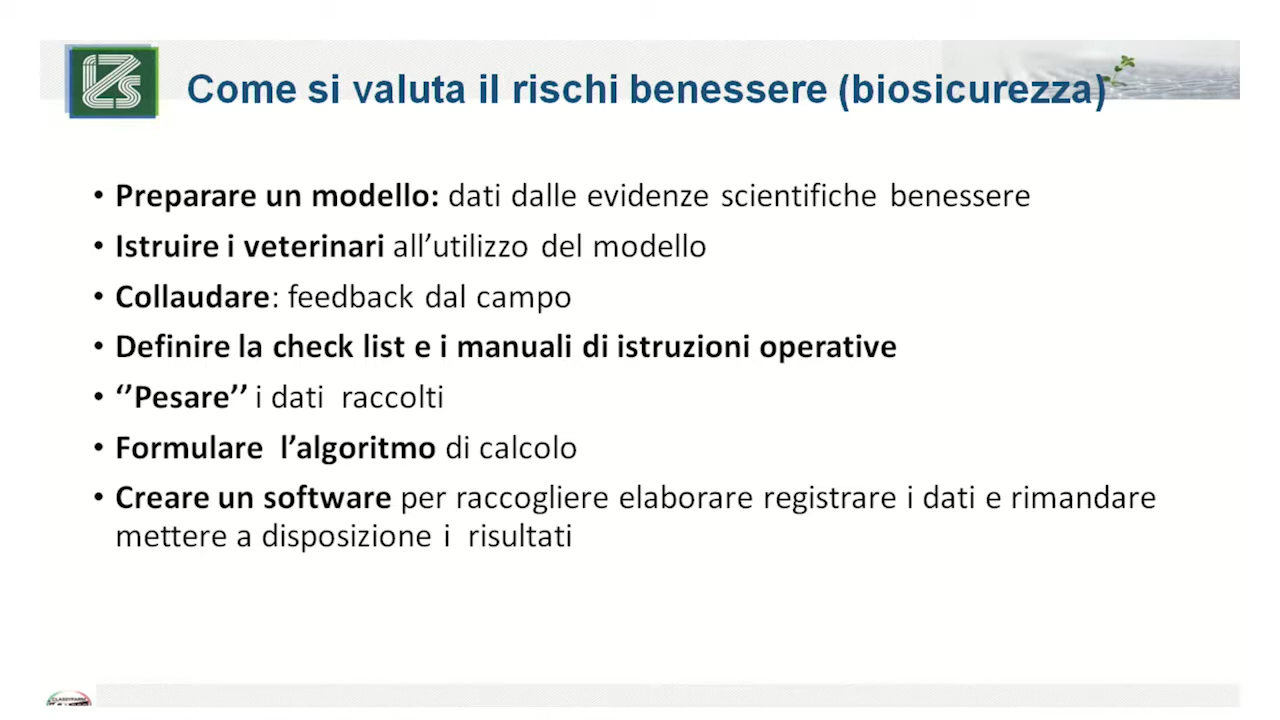 Come si valuta il rischi benessere (biosicurezza)
• Preparare un modello: dati dalle evidenze scientifiche benessere
• Istruire i veterinari all’utilizzo del modello
• Collaudare: feedback dal campo
• Definire la check list e i manuali di istruzioni operative
• ‘’Pesare’’ i dati raccolti
• Formulare l’algoritmo di calcolo
• Creare un software per raccogliere elaborare registrare i dati e rimandare
mettere a disposizione i risultati